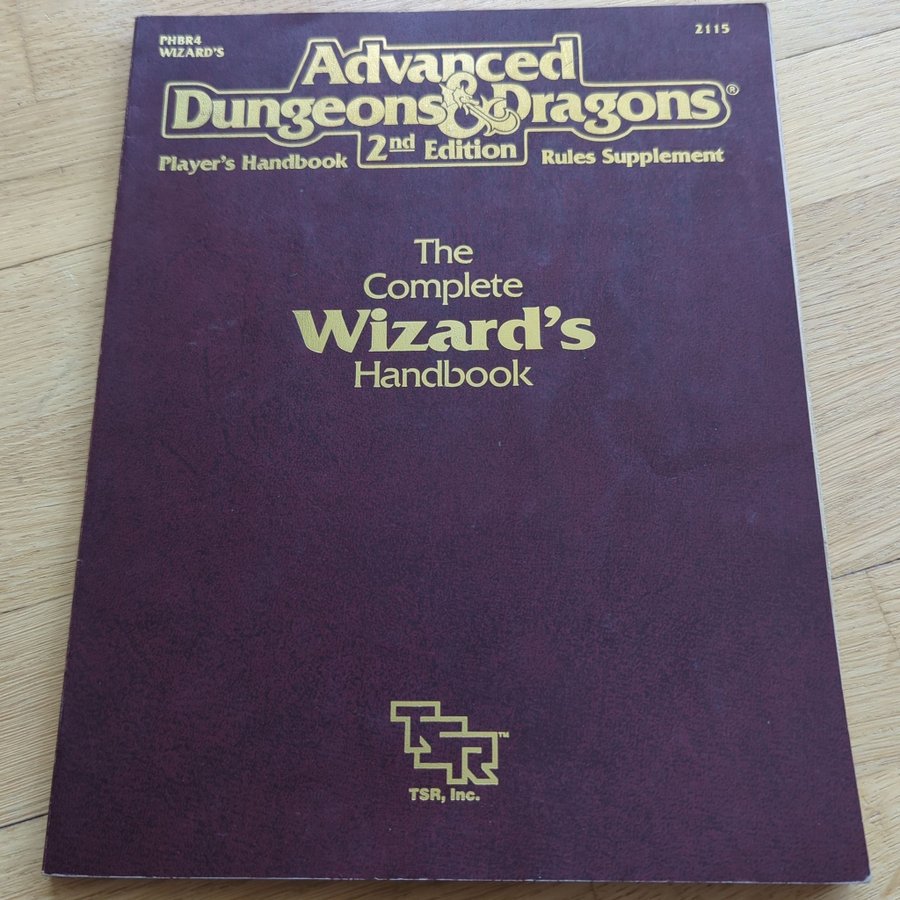 PHBR4
WIZARD'S
2115
Advanced
Dungeons & Dragons®
Player's Handbook 2nd Edition Rules Supplement
The
Complete
Wizard's
Handbook
TSR™
TSR, Inc.